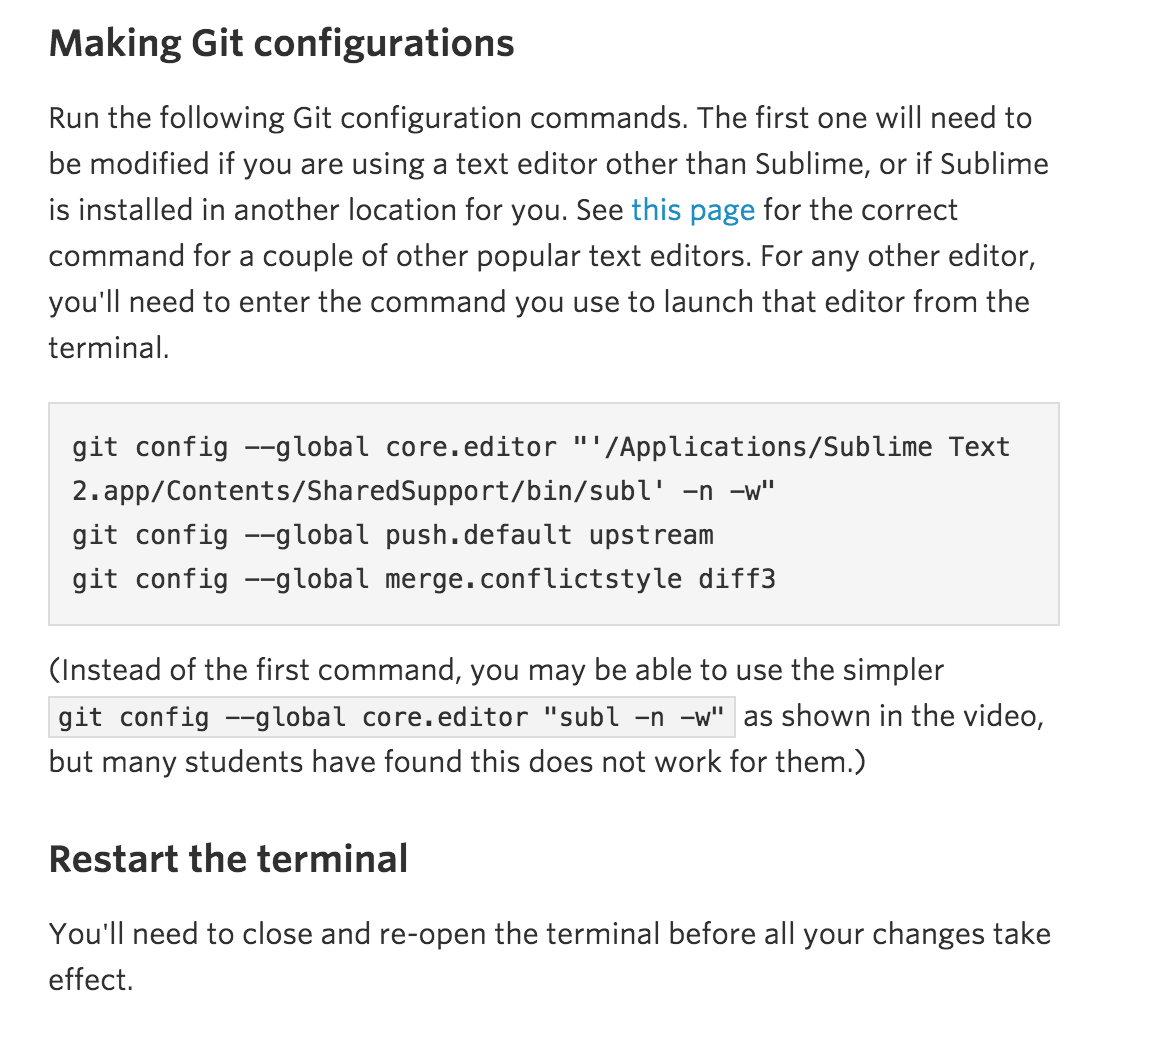 Making Git configurations
Run the following Git configuration commands. The first one will need to
be modified if you are using a text editor other than Sublime, or if Sublime
is installed in another location for you. See this page for the correct
command for a couple of other popular text editors. For any other editor,
you'll need to enter the command you use to launch that editor from the
terminal.
git config --global core.editor "'/Applications/Sublime Text
2.app/Contents/SharedSupport/bin/subl' -n -w"
git config --global push.default upstream
git config --global merge.conflictstyle diff3
(Instead of the first command, you may be able to use the simpler
git config --global core.editor "subl -n -w" as shown in the video,
but many students have found this does not work for them.)
Restart the terminal
You'll need to close and re-open the terminal before all your changes take
effect.